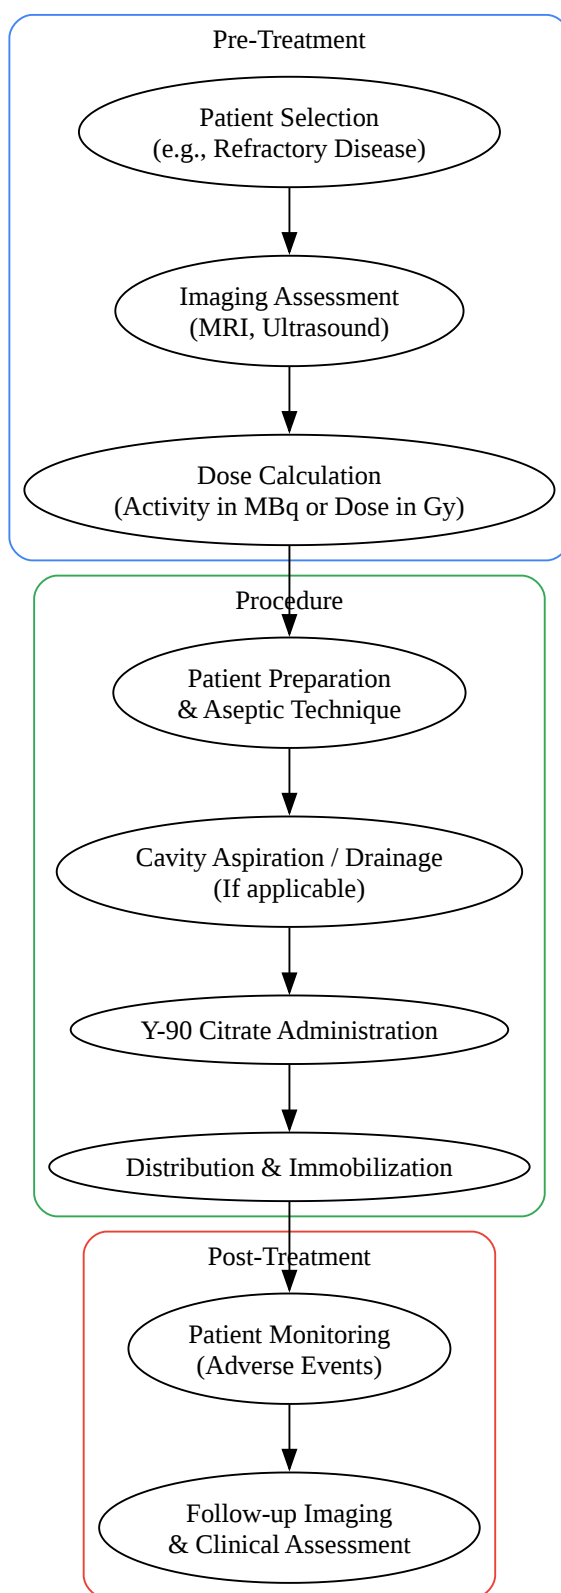 Pre-Treatment
Patient Selection
(e.g., Refractory Disease)
Imaging Assessment
(MRI, Ultrasound)
Dose Calculation
(Activity in MBq or Dose in Gy)
Procedure
Patient Preparation
& Aseptic Technique
Cavity Aspiration / Drainage
(If applicable)
Y-90 Citrate Administration
Distribution & Immobilization
Post-Treatment
Patient Monitoring
(Adverse Events)
Follow-up Imaging
& Clinical Assessment